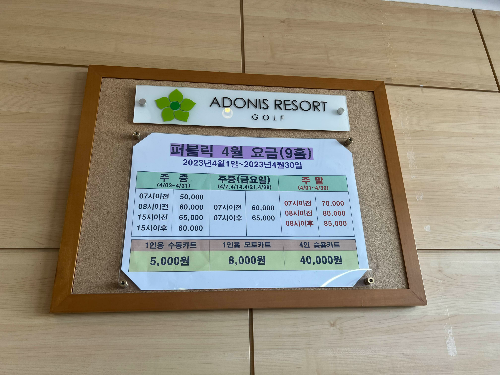 ADONIS RESORT
GOLF
퍼블릭 4월 요금(9홀)
2023년4월1일~2023년4월30일
주 중 주중(금요일) 주 말
07시이전 50,000
08시이전 60,000 07시이전 60,000 07시이전 70,000
15시이전 65,000 07시이후 65,000 08시이전 80,000
15시이후 60,000 08시이후 85,000
1인용 수동카트 1인용 모터카트 4인 승용카트
5,000원 8,000원 40,000원